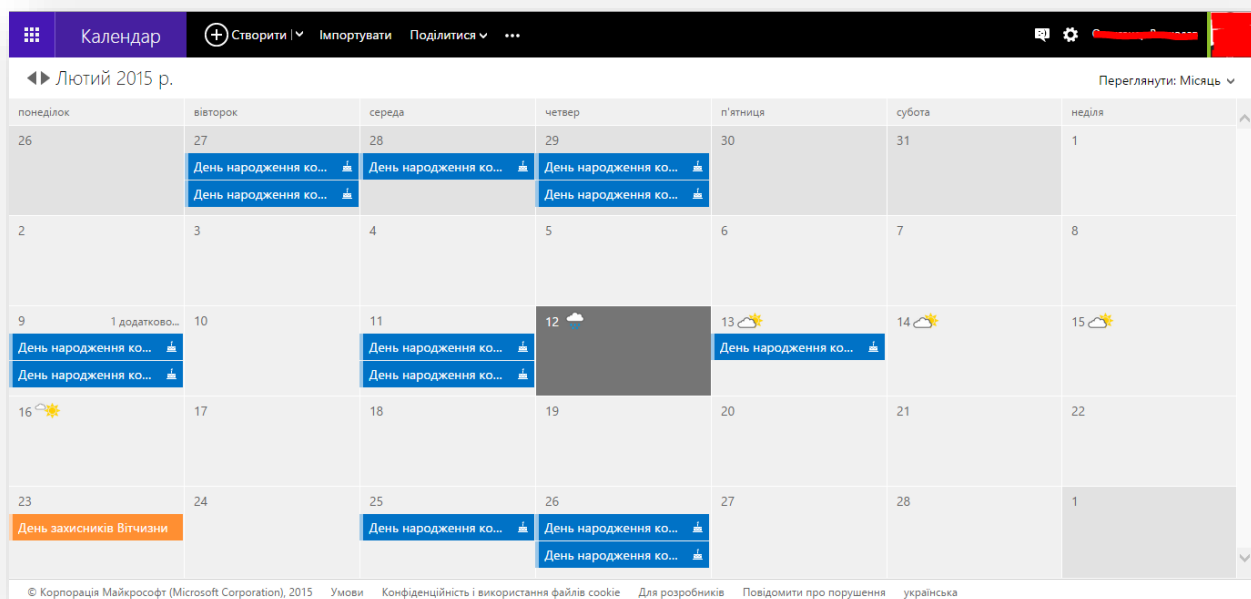 Календар Створити Імпортувати Поділитися •••
Лютий 2015 р. Переглянути: Місяць
понеділок вівторок середа четвер п'ятниця субота неділя
26 27 28 29 30 31 1
День народження ко... День народження ко... День народження ко...
День народження ко... День народження ко...
2 3 4 5 6 7 8
9 1 додатково... 10 11 12 13 14 15
День народження ко... День народження ко... День народження ко...
День народження ко... День народження ко...
16 17 18 19 20 21 22
23 24 25 26 27 28 1
День захисників Вітчизни День народження ко... День народження ко...
День народження ко...
© Корпорація Майкрософт (Microsoft Corporation), 2015 Умови Конфіденційність і використання файлів cookie Для розробників Повідомити про порушення українська